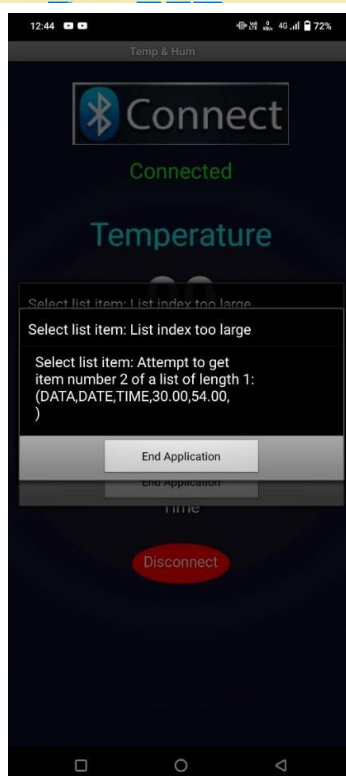 12:44
4G 72%
Temp & Hum
Connect
Connected
Temperature
Select list item: List index too large
Select list item: List index too large
Select list item: Attempt to get
item number 2 of a list of length 1:
(DATA,DATE,TIME,30.00,54.00,
)
End Application
End Application
Time
Disconnect